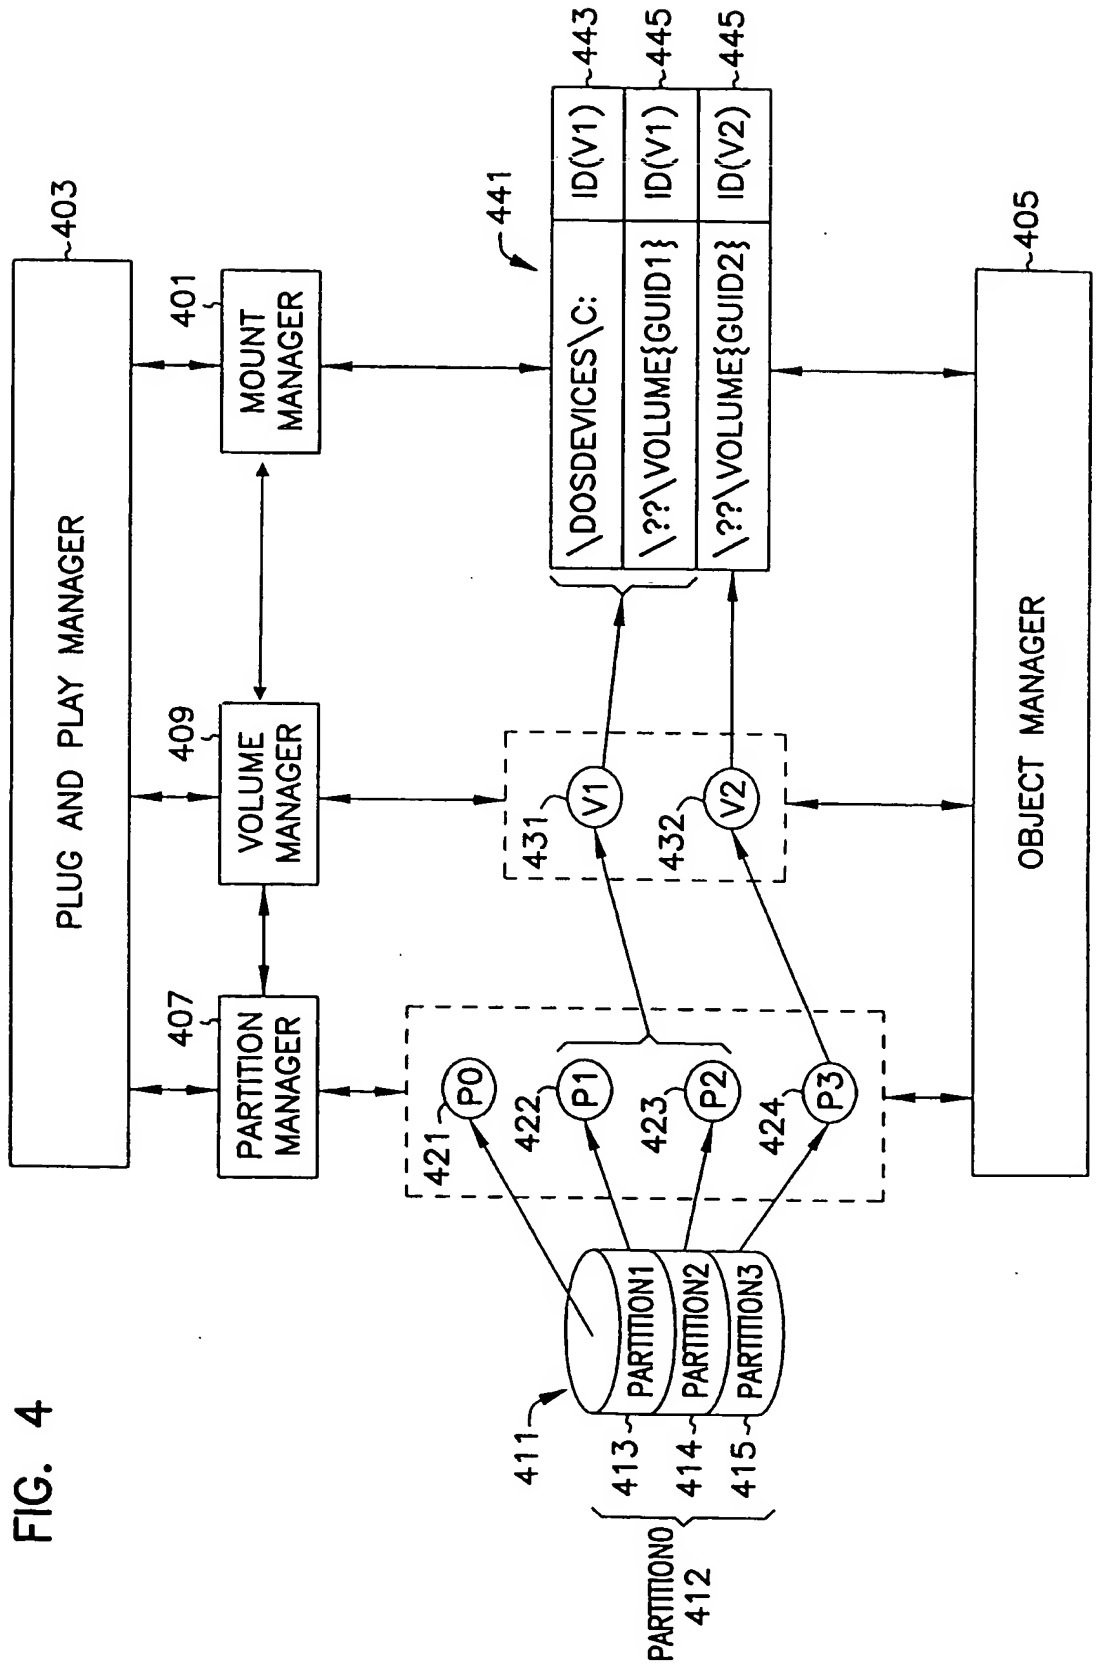 FIG. 4
403
PLUG AND PLAY MANAGER
407
PARTITION
MANAGER
409
VOLUME
MANAGER
401
MOUNT
MANAGER
411
PARTITION0
412
413
PARTITION1
414
PARTITION2
415
PARTITION3
421
P0
422
P1
423
P2
424
P3
431
V1
432
V2
441
\DOSDEVICES\C: ID(V1) 443
\??\VOLUME{GUID1} ID(V1) 445
\??\VOLUME{GUID2} ID(V2) 445
OBJECT MANAGER
405